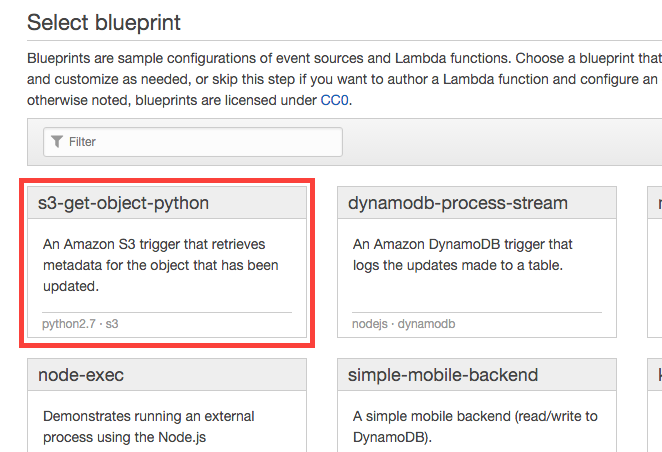 Select blueprint
Blueprints are sample configurations of event sources and Lambda functions. Choose a blueprint that
and customize as needed, or skip this step if you want to author a Lambda function and configure an
otherwise noted, blueprints are licensed under CC0.
Filter
s3-get-object-python
An Amazon S3 trigger that retrieves
metadata for the object that has been
updated.
python2.7 · s3
dynamodb-process-stream
An Amazon DynamoDB trigger that
logs the updates made to a table.
nodejs · dynamodb
node-exec
Demonstrates running an external
process using the Node.js
simple-mobile-backend
A simple mobile backend (read/write to
DynamoDB).